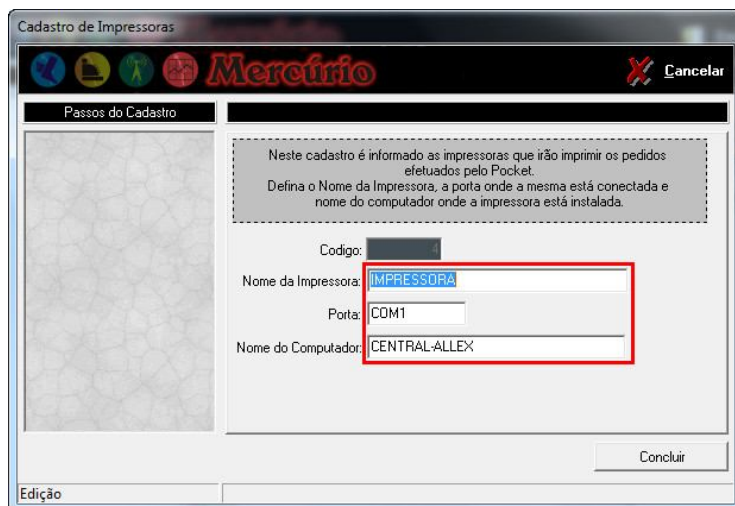 Cadastro de Impressoras
Mercúrio
Cancelar
Passos do Cadastro
Neste cadastro é informado as impressoras que irão imprimir os pedidos
efetuados pelo Pocket.
Defina o Nome da Impressora, a porta onde a mesma está conectada e
nome do computador onde a impressora está instalada.
Codigo: 4
Nome da Impressora: IMPRESSORA
Porta: COM1
Nome do Computador: CENTRAL-ALLEX
Concluir
Edição